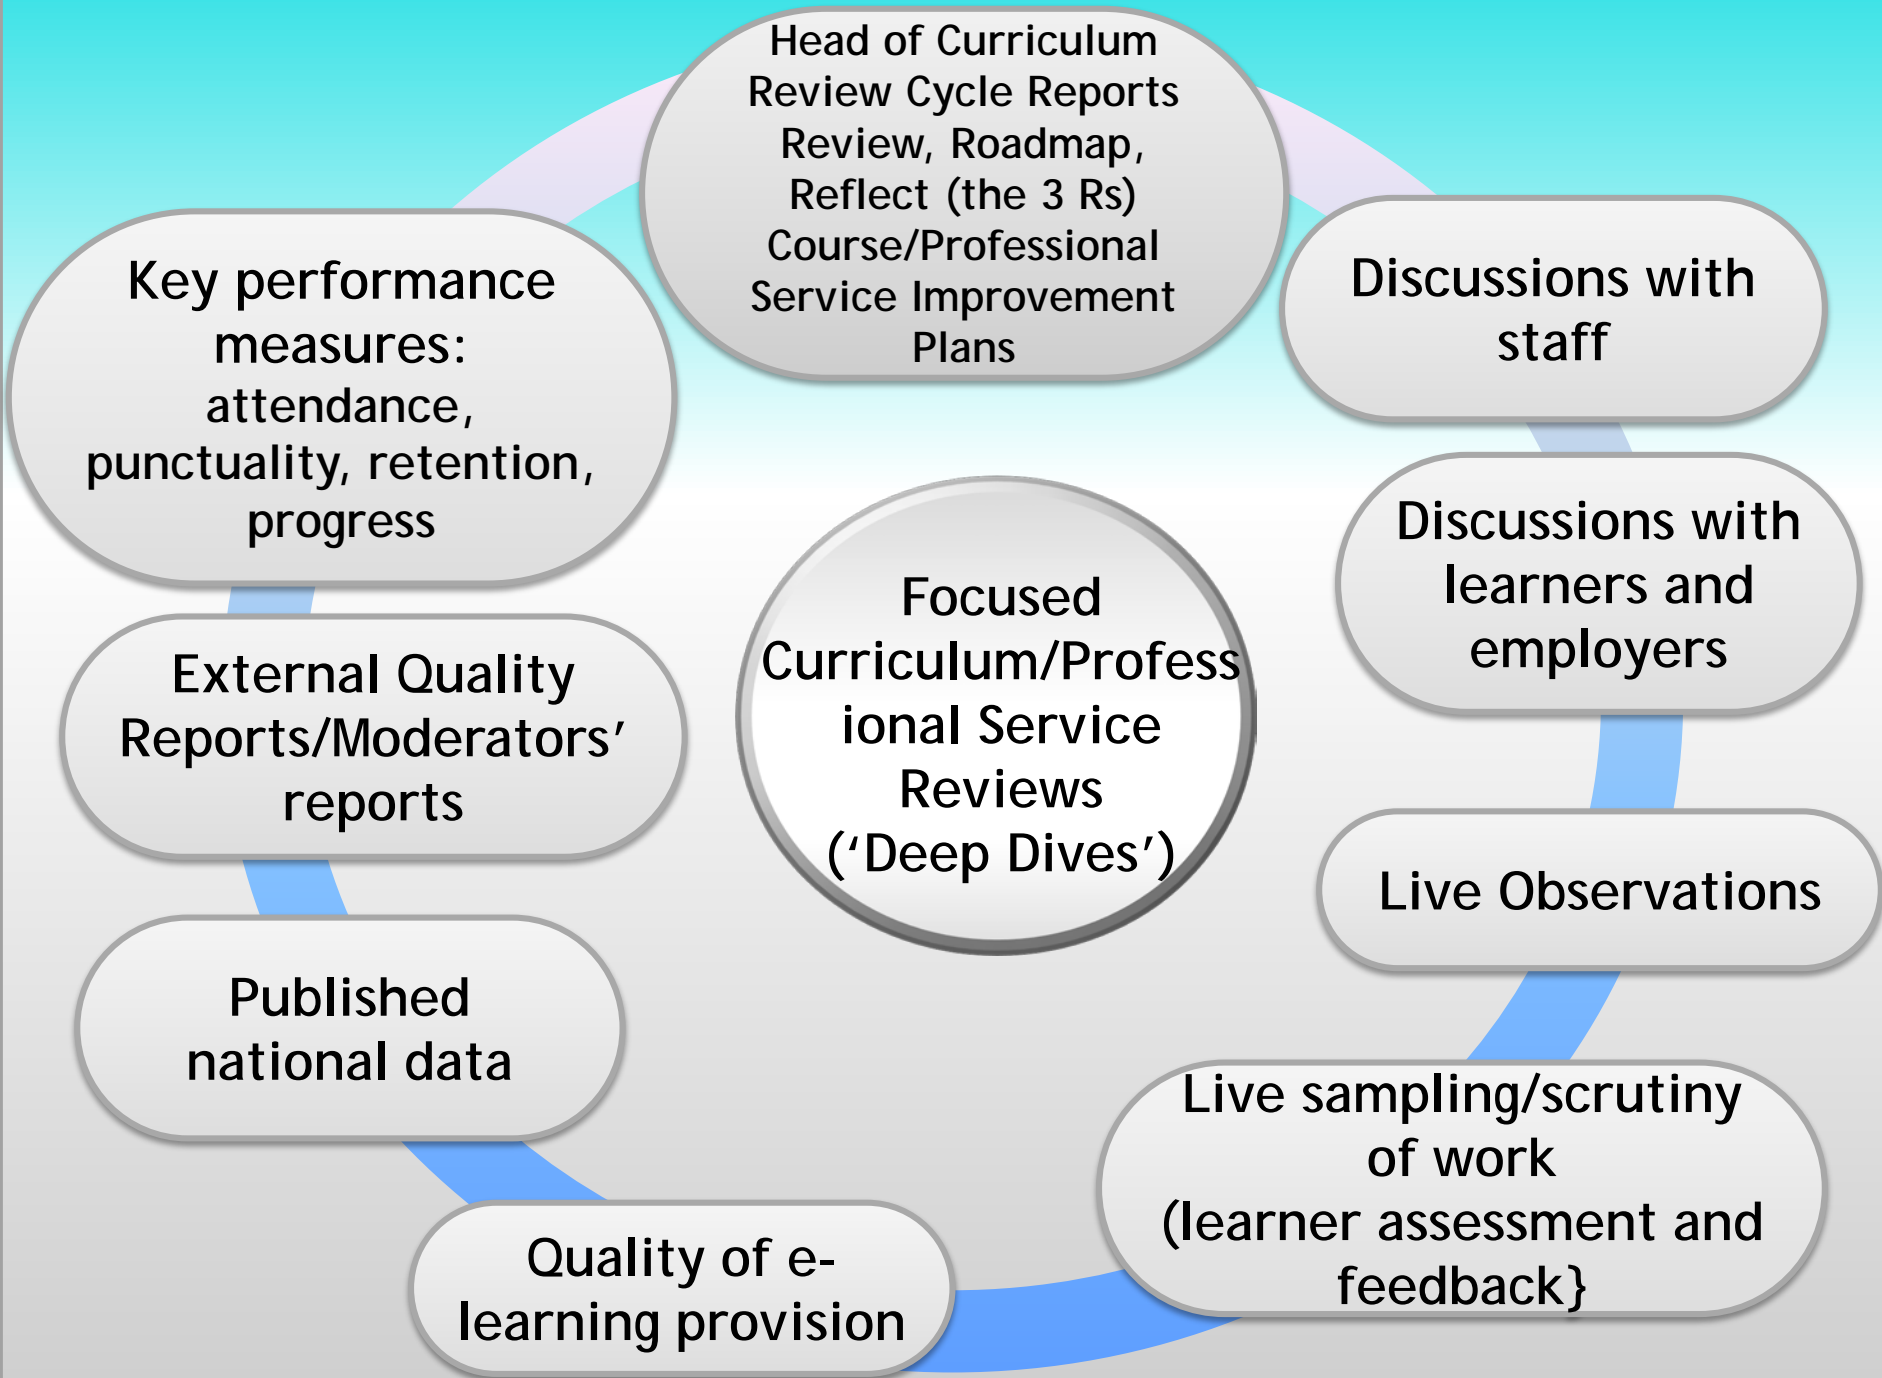 Head of Curriculum
Review Cycle Reports
Review, Roadmap,
Reflect (the 3 Rs)
Course/Professional
Service Improvement
Plans
Discussions with
staff
Discussions with
learners and
employers
Live Observations
Live sampling/scrutiny
of work
(learner assessment and
feedback}
Quality of e-
learning provision
Published
national data
External Quality
Reports/Moderators’
reports
Key performance
measures:
attendance,
punctuality, retention,
progress
Focused
Curriculum/Profess
ional Service
Reviews
(‘Deep Dives’)